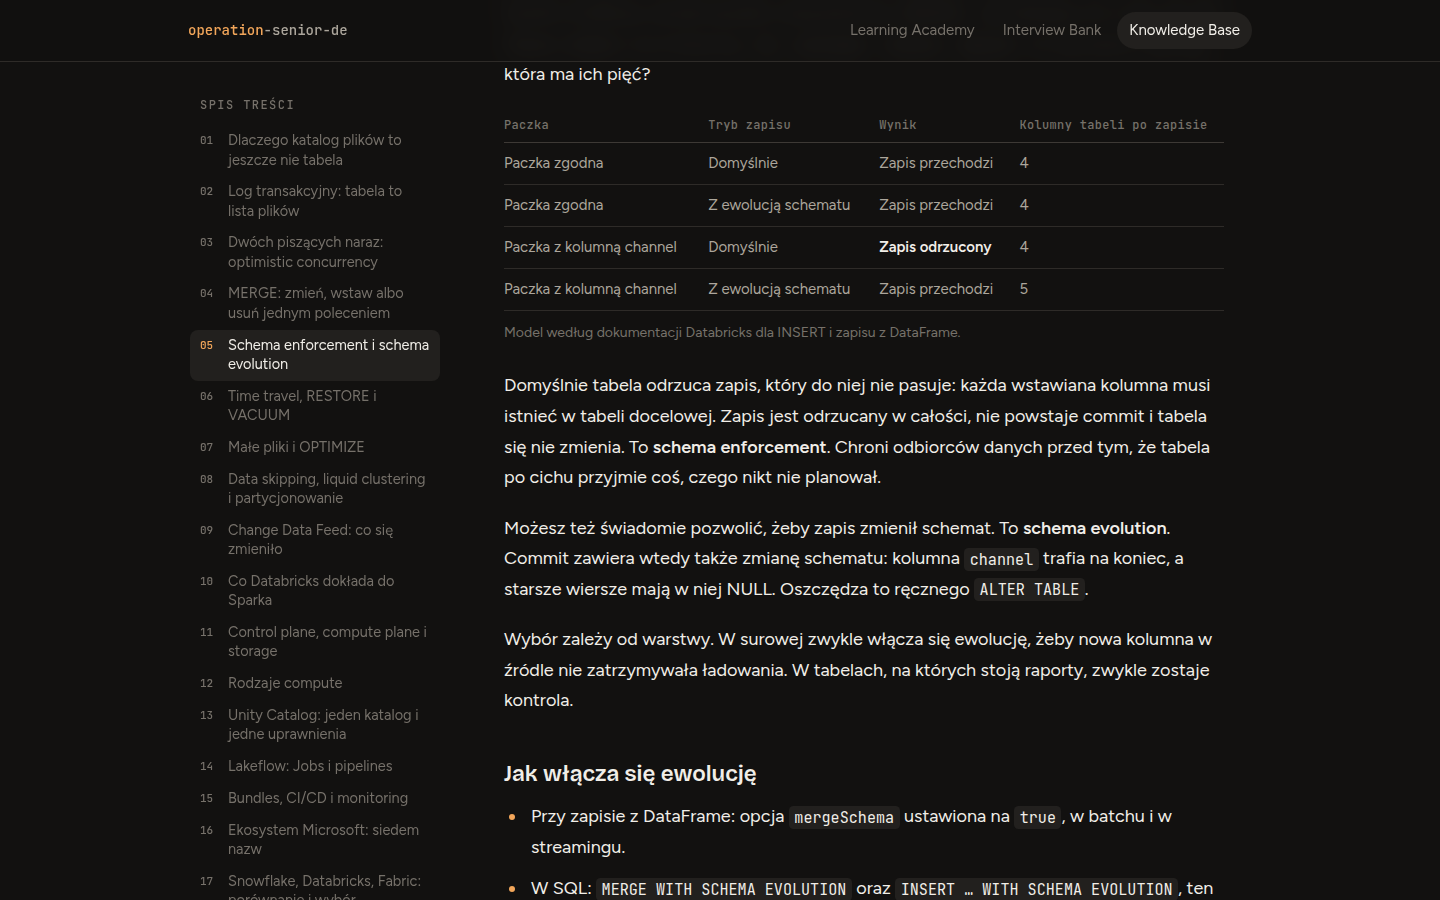 operation-senior-de
Learning Academy
Interview Bank
Knowledge Base
SPIS TREŚCI
01 Dlaczego katalog plików to
jeszcze nie tabela
02 Log transakcyjny: tabela to
lista plików
03 Dwóch piszących naraz:
optimistic concurrency
04 MERGE: zmień, wstaw albo
usuń jednym poleceniem
05 Schema enforcement i schema
evolution
06 Time travel, RESTORE i
VACUUM
07 Małe pliki i OPTIMIZE
08 Data skipping, liquid clustering
i partycjonowanie
09 Change Data Feed: co się
zmieniło
10 Co Databricks dokłada do
Sparka
11 Control plane, compute plane i
storage
12 Rodzaje compute
13 Unity Catalog: jeden katalog i
jedne uprawnienia
14 Lakeflow: Jobs i pipelines
15 Bundles, CI/CD i monitoring
16 Ekosystem Microsoft: siedem
nazw
17 Snowflake, Databricks, Fabric:
porównanie i wybór
która ma ich pięć?
Paczka Tryb zapisu Wynik Kolumny tabeli po zapisie
Paczka zgodna Domyślnie Zapis przechodzi 4
Paczka zgodna Z ewolucją schematu Zapis przechodzi 4
Paczka z kolumną channel Domyślnie Zapis odrzucony 4
Paczka z kolumną channel Z ewolucją schematu Zapis przechodzi 5
Model według dokumentacji Databricks dla INSERT i zapisu z DataFrame.
Domyślnie tabela odrzuca zapis, który do niej nie pasuje: każda wstawiana kolumna musi
istnieć w tabeli docelowej. Zapis jest odrzucany w całości, nie powstaje commit i tabela
się nie zmienia. To schema enforcement. Chroni odbiorców danych przed tym, że tabela
po cichu przyjmie coś, czego nikt nie planował.
Możesz też świadomie pozwolić, żeby zapis zmienił schemat. To schema evolution.
Commit zawiera wtedy także zmianę schematu: kolumna channel trafia na koniec, a
starsze wiersze mają w niej NULL. Oszczędza to ręcznego ALTER TABLE.
Wybór zależy od warstwy. W surowej zwykle włącza się ewolucję, żeby nowa kolumna w
źródle nie zatrzymywała ładowania. W tabelach, na których stoją raporty, zwykle zostaje
kontrola.
Jak włącza się ewolucję
Przy zapisie z DataFrame: opcja mergeSchema ustawiona na true, w batchu i w
streamingu.
W SQL: MERGE WITH SCHEMA EVOLUTION oraz INSERT … WITH SCHEMA EVOLUTION, ten